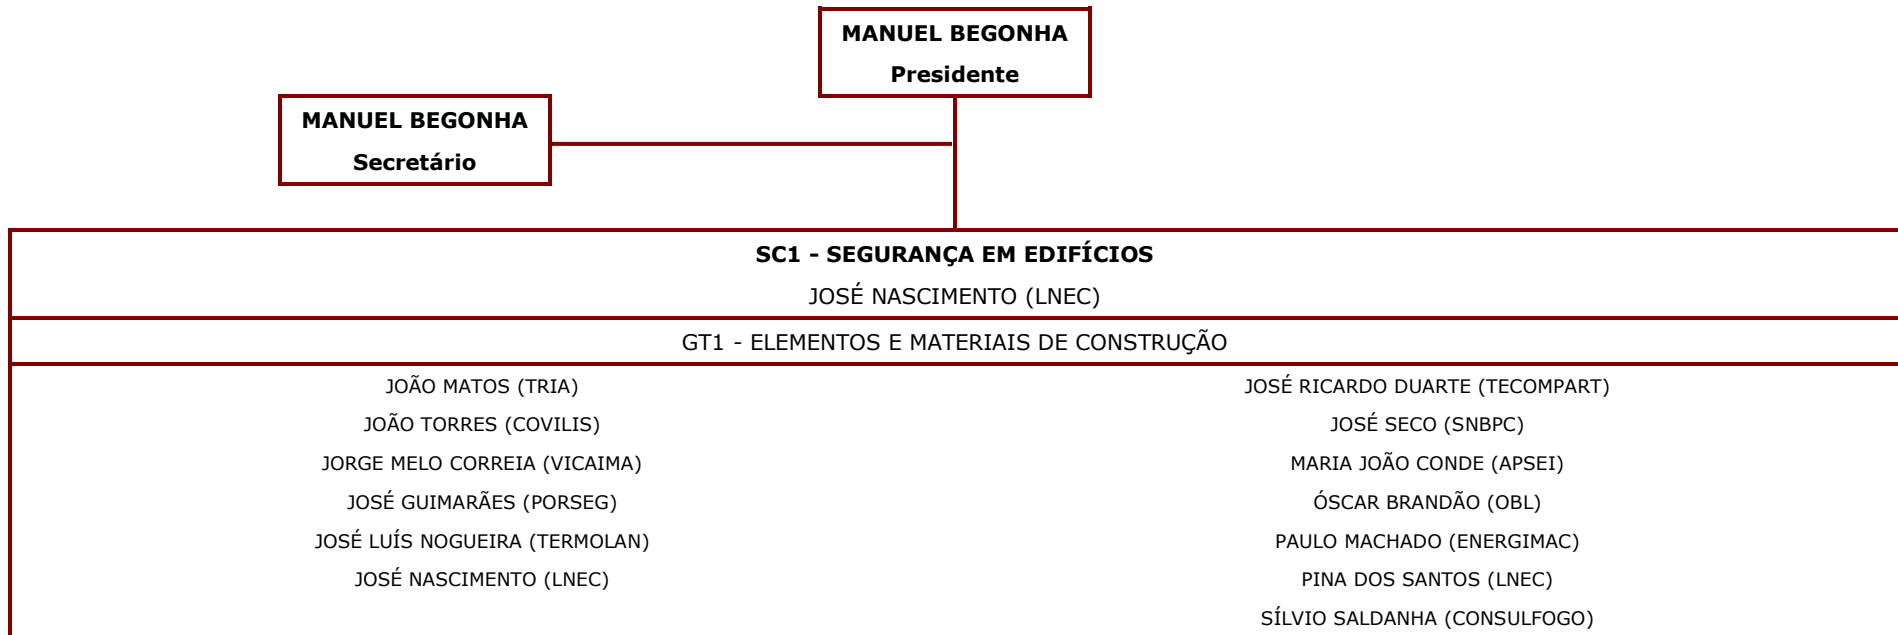 MANUEL BEGONHA
Presidente
MANUEL BEGONHA
Secretário
SC1 - SEGURANÇA EM EDIFÍCIOS
JOSÉ NASCIMENTO (LNEC)
GT1 - ELEMENTOS E MATERIAIS DE CONSTRUÇÃO
JOÃO MATOS (TRIA)
JOÃO TORRES (COVILIS)
JORGE MELO CORREIA (VICAIMA)
JOSÉ GUIMARÃES (PORSEG)
JOSÉ LUÍS NOGUEIRA (TERMOLAN)
JOSÉ NASCIMENTO (LNEC)
JOSÉ RICARDO DUARTE (TECOMPART)
JOSÉ SECO (SNBPC)
MARIA JOÃO CONDE (APSEI)
ÓSCAR BRANDÃO (OBL)
PAULO MACHADO (ENERGIMAC)
PINA DOS SANTOS (LNEC)
SÍLVIO SALDANHA (CONSULFOGO)